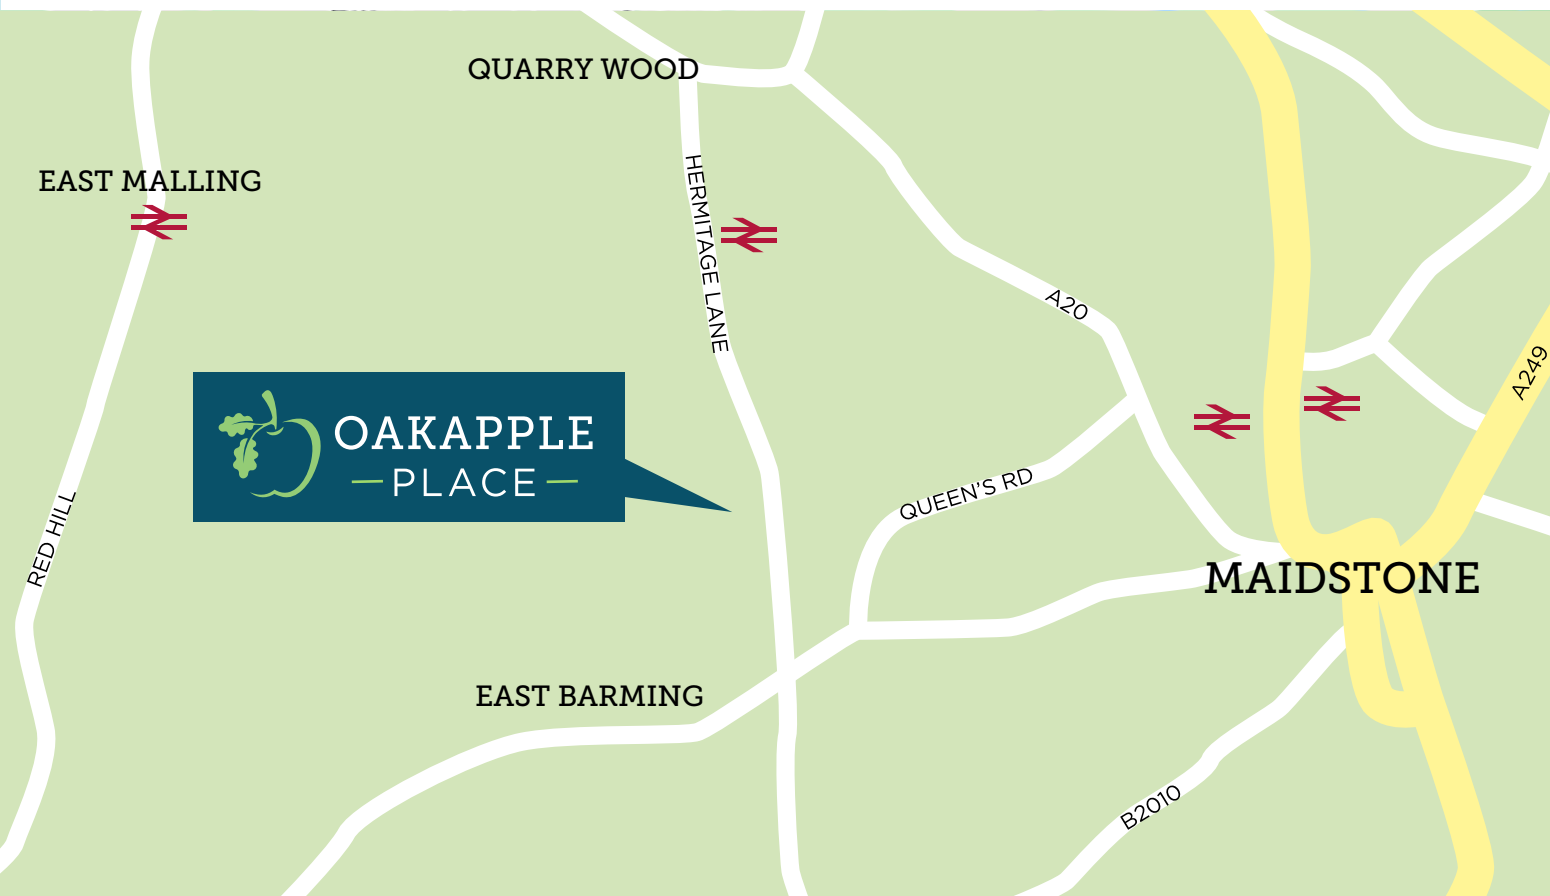 QUARRY WOOD
EAST MALLING
HERMITAGE LANE
A20
A249
OAKAPPLE
PLACE
QUEEN’S RD
RED HILL
MAIDSTONE
EAST BARMING
B2010